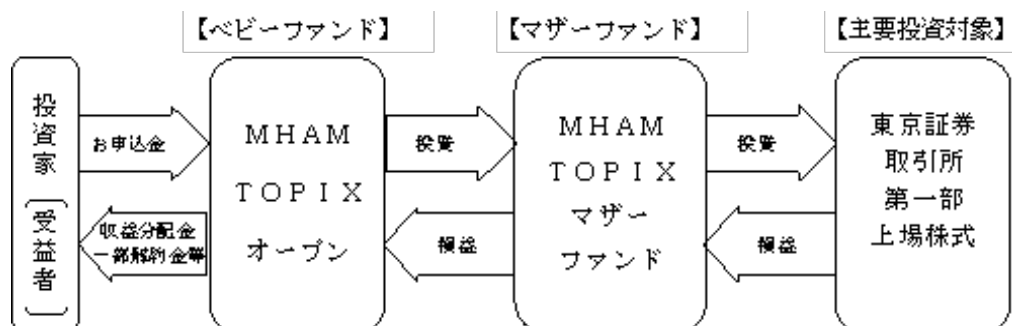 【ベビーファンド】
【マザーファンド】
【主要投資対象】
投資家
（受益者）
お申込金
収益分配金
一部解約金等
ＭＨＡＭ
ＴＯＰＩＸ
オープン
投資
損益
ＭＨＡＭ
ＴＯＰＩＸ
マザー
ファンド
投資
損益
東京証券
取引所
第一部
上場株式